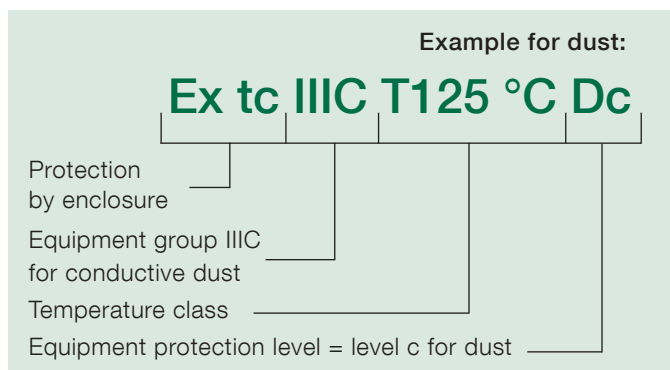 Example for dust:
Ex tc IIIC T125 °C Dc
Protection
by enclosure
Equipment group IIIC
for conductive dust
Temperature class
Equipment protection level = level c for dust